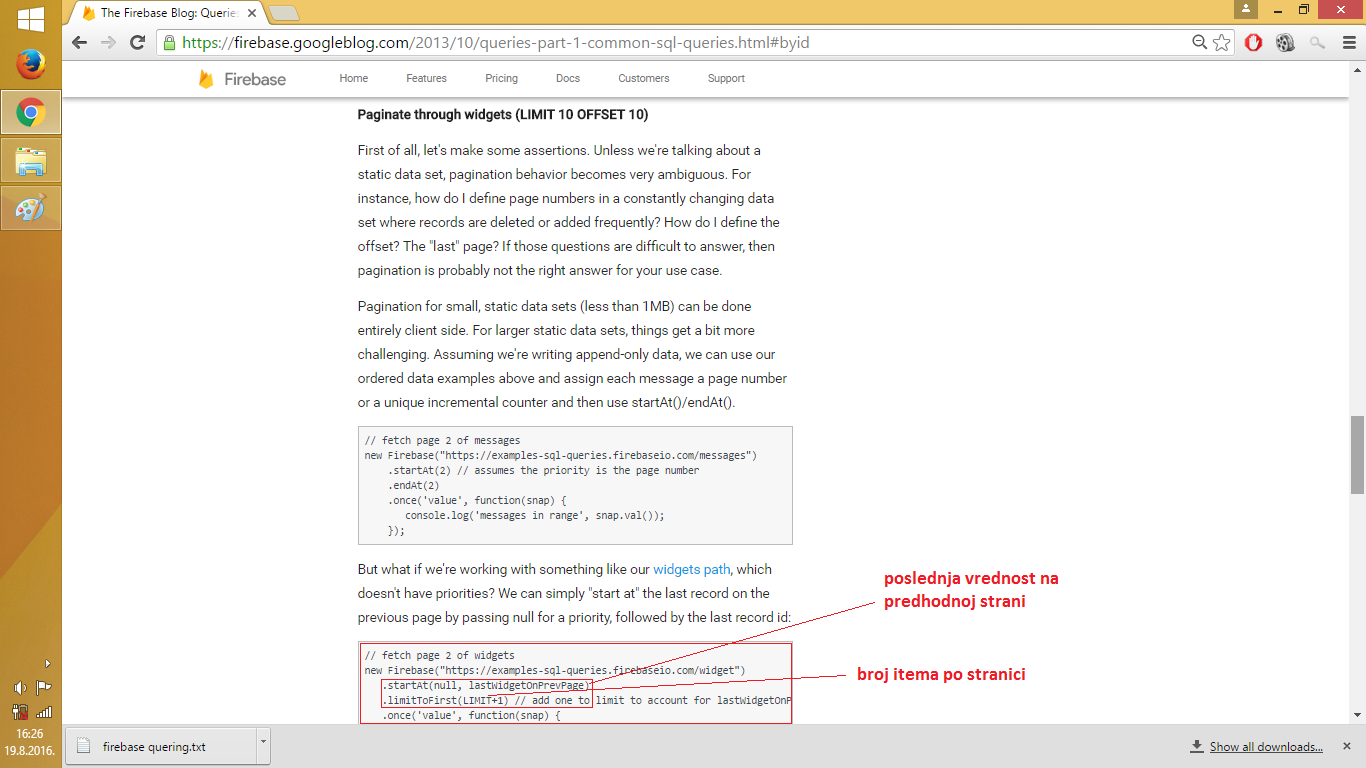 The Firebase Blog: Querie
https://firebase.googleblog.com/2013/10/queries-part-1-common-sql-queries.html#byid
Firebase
Home Features Pricing Docs Customers Support
Paginate through widgets (LIMIT 10 OFFSET 10)
First of all, let's make some assertions. Unless we're talking about a
static data set, pagination behavior becomes very ambiguous. For
instance, how do I define page numbers in a constantly changing data
set where records are deleted or added frequently? How do I define the
offset? The "last" page? If those questions are difficult to answer, then
pagination is probably not the right answer for your use case.
Pagination for small, static data sets (less than 1MB) can be done
entirely client side. For larger static data sets, things get a bit more
challenging. Assuming we're writing append-only data, we can use our
ordered data examples above and assign each message a page number
or a unique incremental counter and then use startAt()/endAt().
// fetch page 2 of messages
new Firebase("https://examples-sql-queries.firebaseio.com/messages")
.startAt(2) // assumes the priority is the page number
.endAt(2)
.once('value', function(snap) {
console.log('messages in range', snap.val());
});
But what if we're working with something like our widgets path, which
doesn't have priorities? We can simply "start at" the last record on the
previous page by passing null for a priority, followed by the last record id:
poslednja vrednost na
predhodnoj strani
// fetch page 2 of widgets
new Firebase("https://examples-sql-queries.firebaseio.com/widget")
.startAt(null, lastWidgetOnPrevPage)
.limitToFirst(LIMIT+1) // add one to limit to account for lastWidgetOnP
.once('value', function(snap) {
broj itema po stranici
16:26
19.8.2016.
firebase quering.txt
Show all downloads...